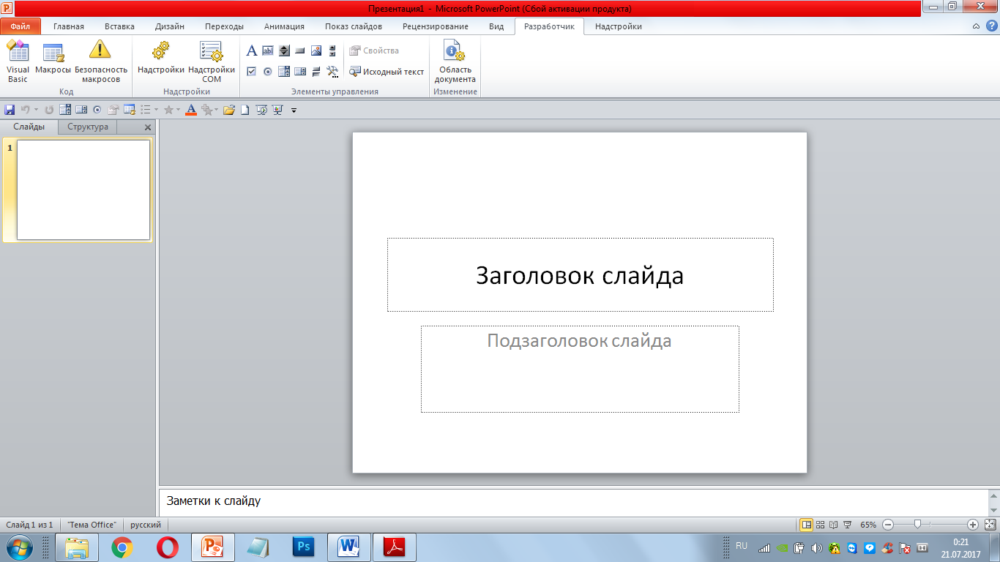 Презентация1 - Microsoft PowerPoint (Сбой активации продукта)
Файл Главная Вставка Дизайн Переходы Анимация Показ слайдов Рецензирование Вид Разработчик Надстройки
Visual Basic
Макросы
Безопасность макросов
Надстройки
Надстройки COM
Свойства
Исходный текст
Область документа
Код Надстройки Элементы управления Изменение
Слайды Структура
1
Заголовок слайда
Подзаголовок слайда
Заметки к слайду
Слайд 1 из 1 "Тема Office" русский 65%
RU 0:21
21.07.2017